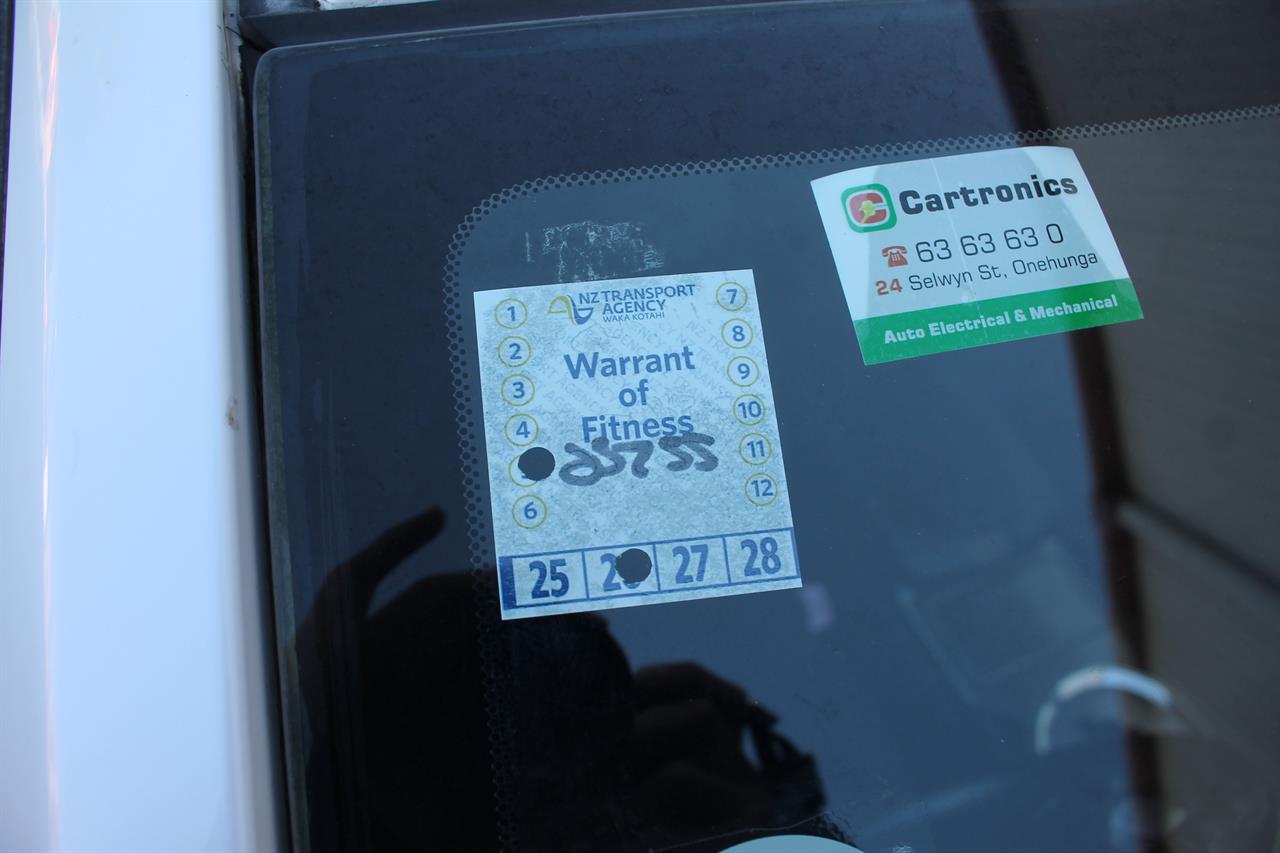 NZ TRANSPORT
AGENCY
WAKA KOTAHI
Warrant
of
Fitness
1
2
3
4
6
7
8
9
10
11
12
25 2 27 28
Cartronics
63 63 63 0
24 Selwyn St, Onehunga
Auto Electrical & Mechanical